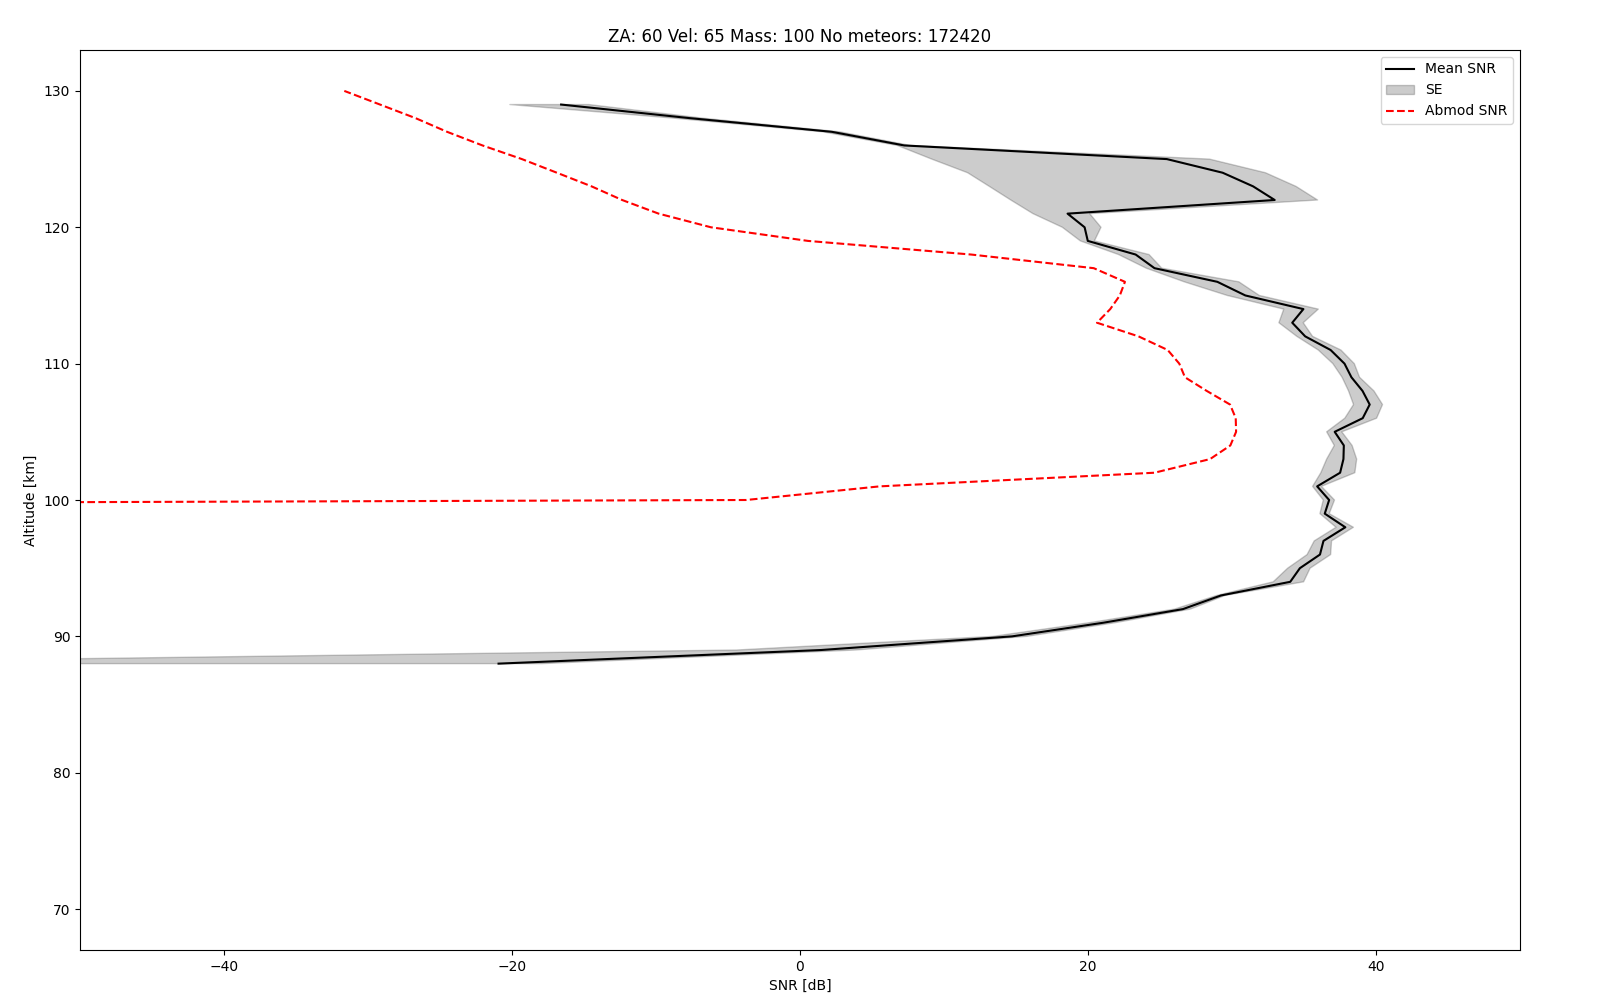 ZA: 60 Vel: 65 Mass: 100 No meteors: 172420
Mean SNR
SE
Abmod SNR
130
120
110
100
90
80
70
Altitude [km]
−40
−20
0
20
40
SNR [dB]